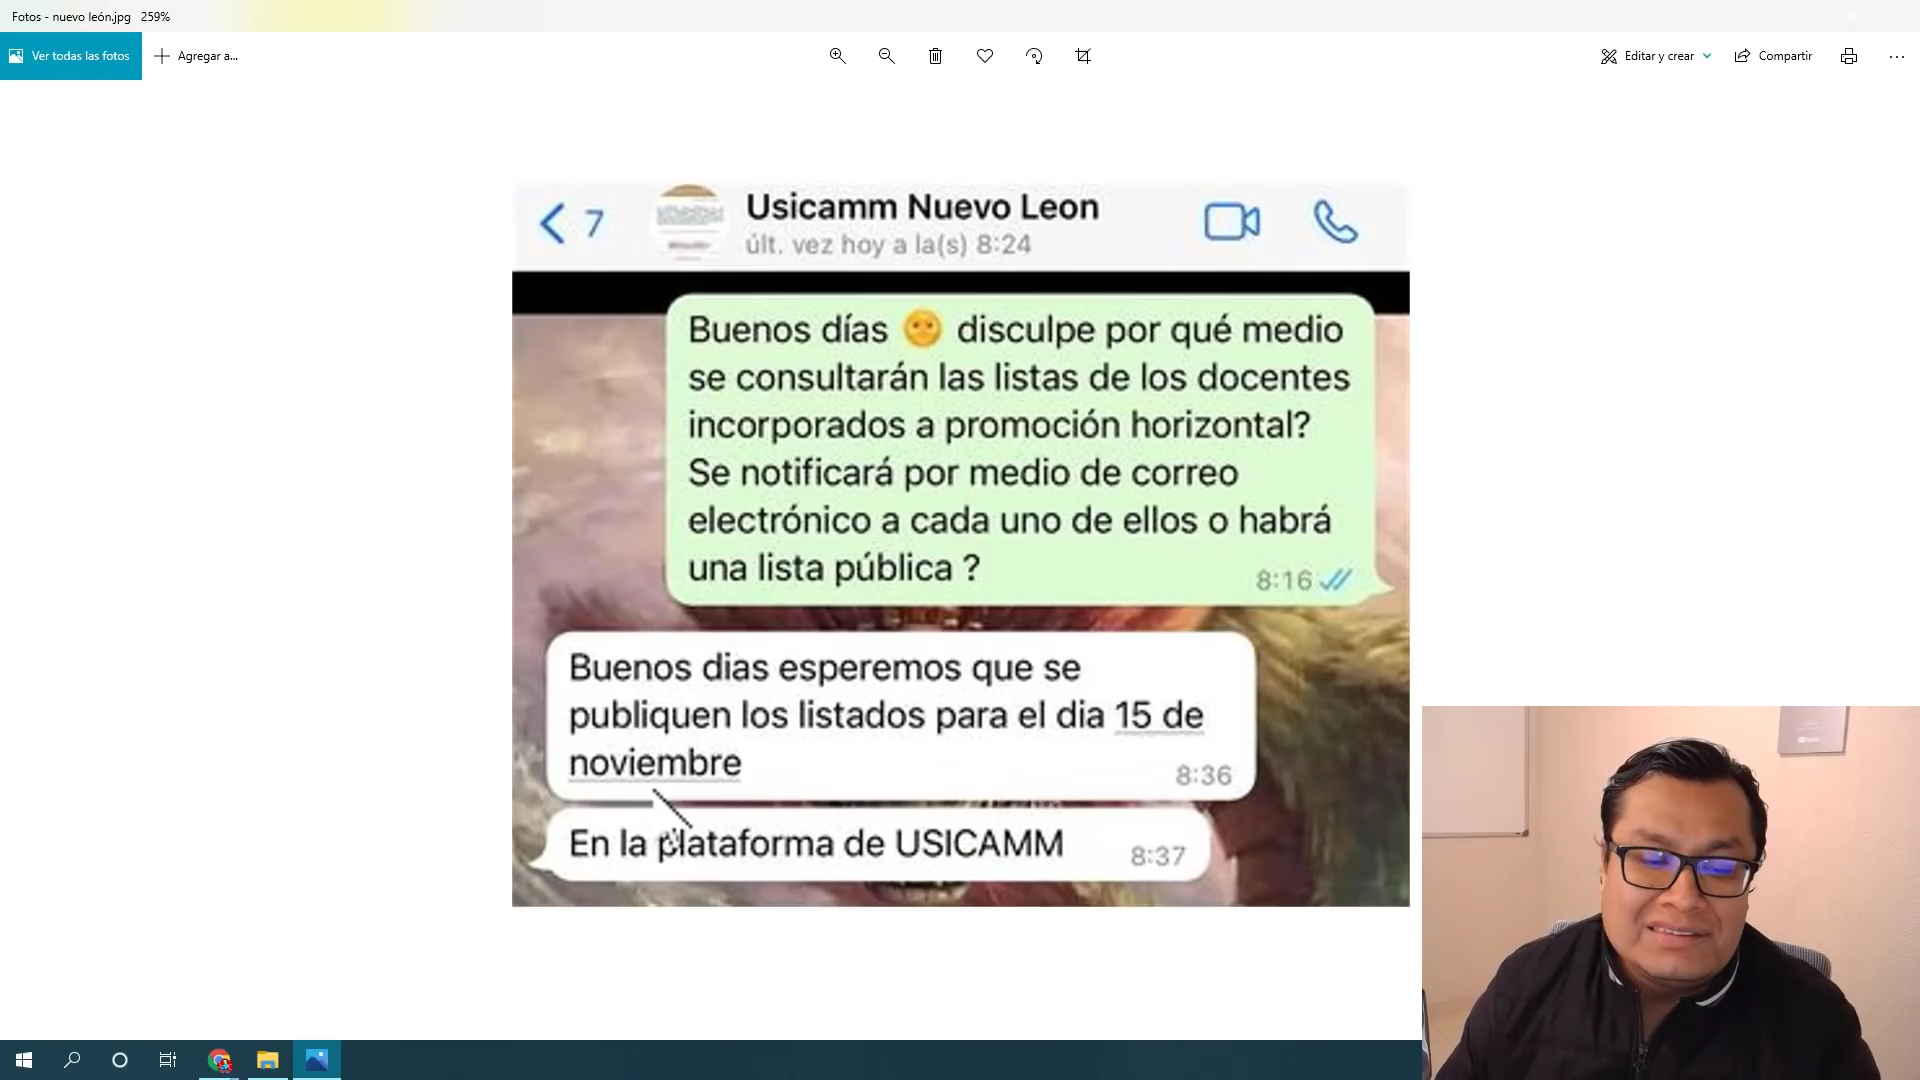 Fotos - nuevo león.jpg 259%
Ver todas las fotos
Agregar a...
Editar y crear
Compartir
7
Usicamm Nuevo Leon
últ. vez hoy a la(s) 8:24
Buenos días 🌞 disculpe por qué medio
se consultarán las listas de los docentes
incorporados a promoción horizontal?
Se notificará por medio de correo
electrónico a cada uno de ellos o habrá
una lista pública ?
8:16
Buenos dias esperemos que se
publiquen los listados para el dia 15 de
noviembre
8:36
En la plataforma de USICAMM
8:37